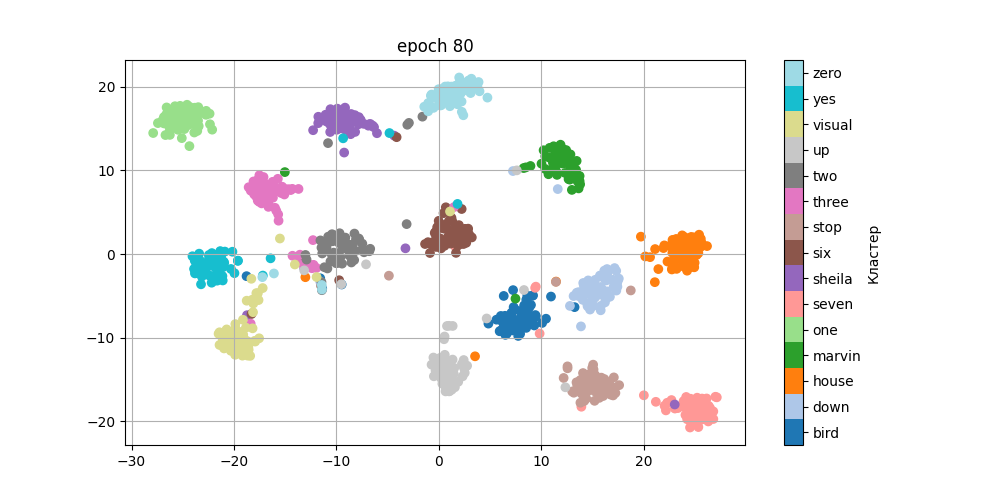 epoch 80
20
10
0
−10
−20
−30
−20
−10
0
10
20
zero
yes
visual
up
two
three
stop
six
sheila
seven
one
marvin
house
down
bird
Кластер